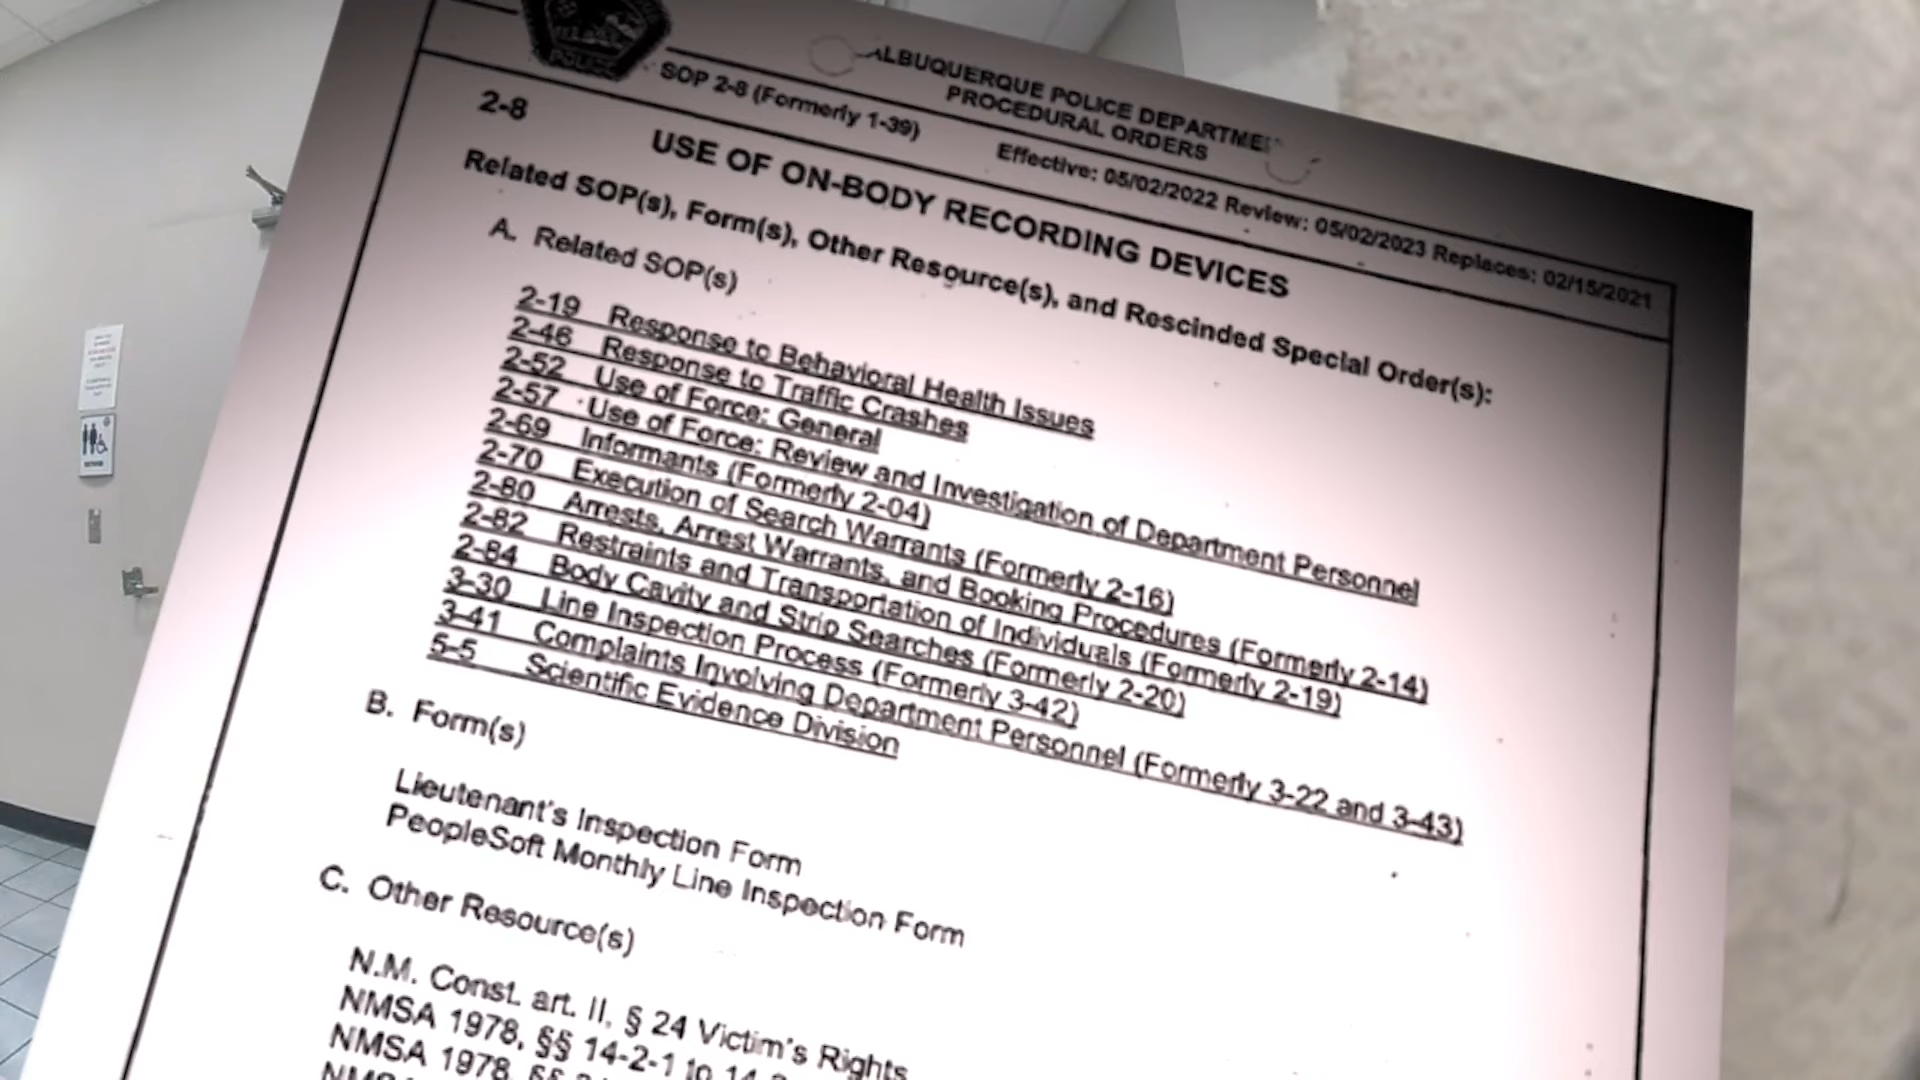 POLICE
ALBUQUERQUE POLICE DEPARTMENT
PROCEDURAL ORDERS
SOP 2-8 (Formerly 1-39)
Effective: 05/02/2022 Review: 05/02/2023 Replaces: 02/15/2021
2-8
USE OF ON-BODY RECORDING DEVICES
Related SOP(s), Form(s), Other Resource(s), and Rescinded Special Order(s):
A. Related SOP(s)
2-19 Response to Behavioral Health Issues
2-46 Response to Traffic Crashes
2-52 Use of Force: General
2-57 Use of Force: Review and Investigation of Department Personnel
2-69 Informants (Formerly 2-04)
2-70 Execution of Search Warrants (Formerly 2-16)
2-80 Arrests, Arrest Warrants, and Booking Procedures (Formerly 2-14)
2-82 Restraints and Transportation of Individuals (Formerly 2-19)
2-84 Body Cavity and Strip Searches (Formerly 2-20)
3-30 Line Inspection Process (Formerly 3-42)
3-41 Complaints Involving Department Personnel (Formerly 3-22 and 3-43)
5-5 Scientific Evidence Division
B. Form(s)
Lieutenant's Inspection Form
PeopleSoft Monthly Line Inspection Form
C. Other Resource(s)
N.M. Const. art. II, § 24 Victim's Rights
NMSA 1978, §§ 14-2-1 to
NMSA 1978, §§